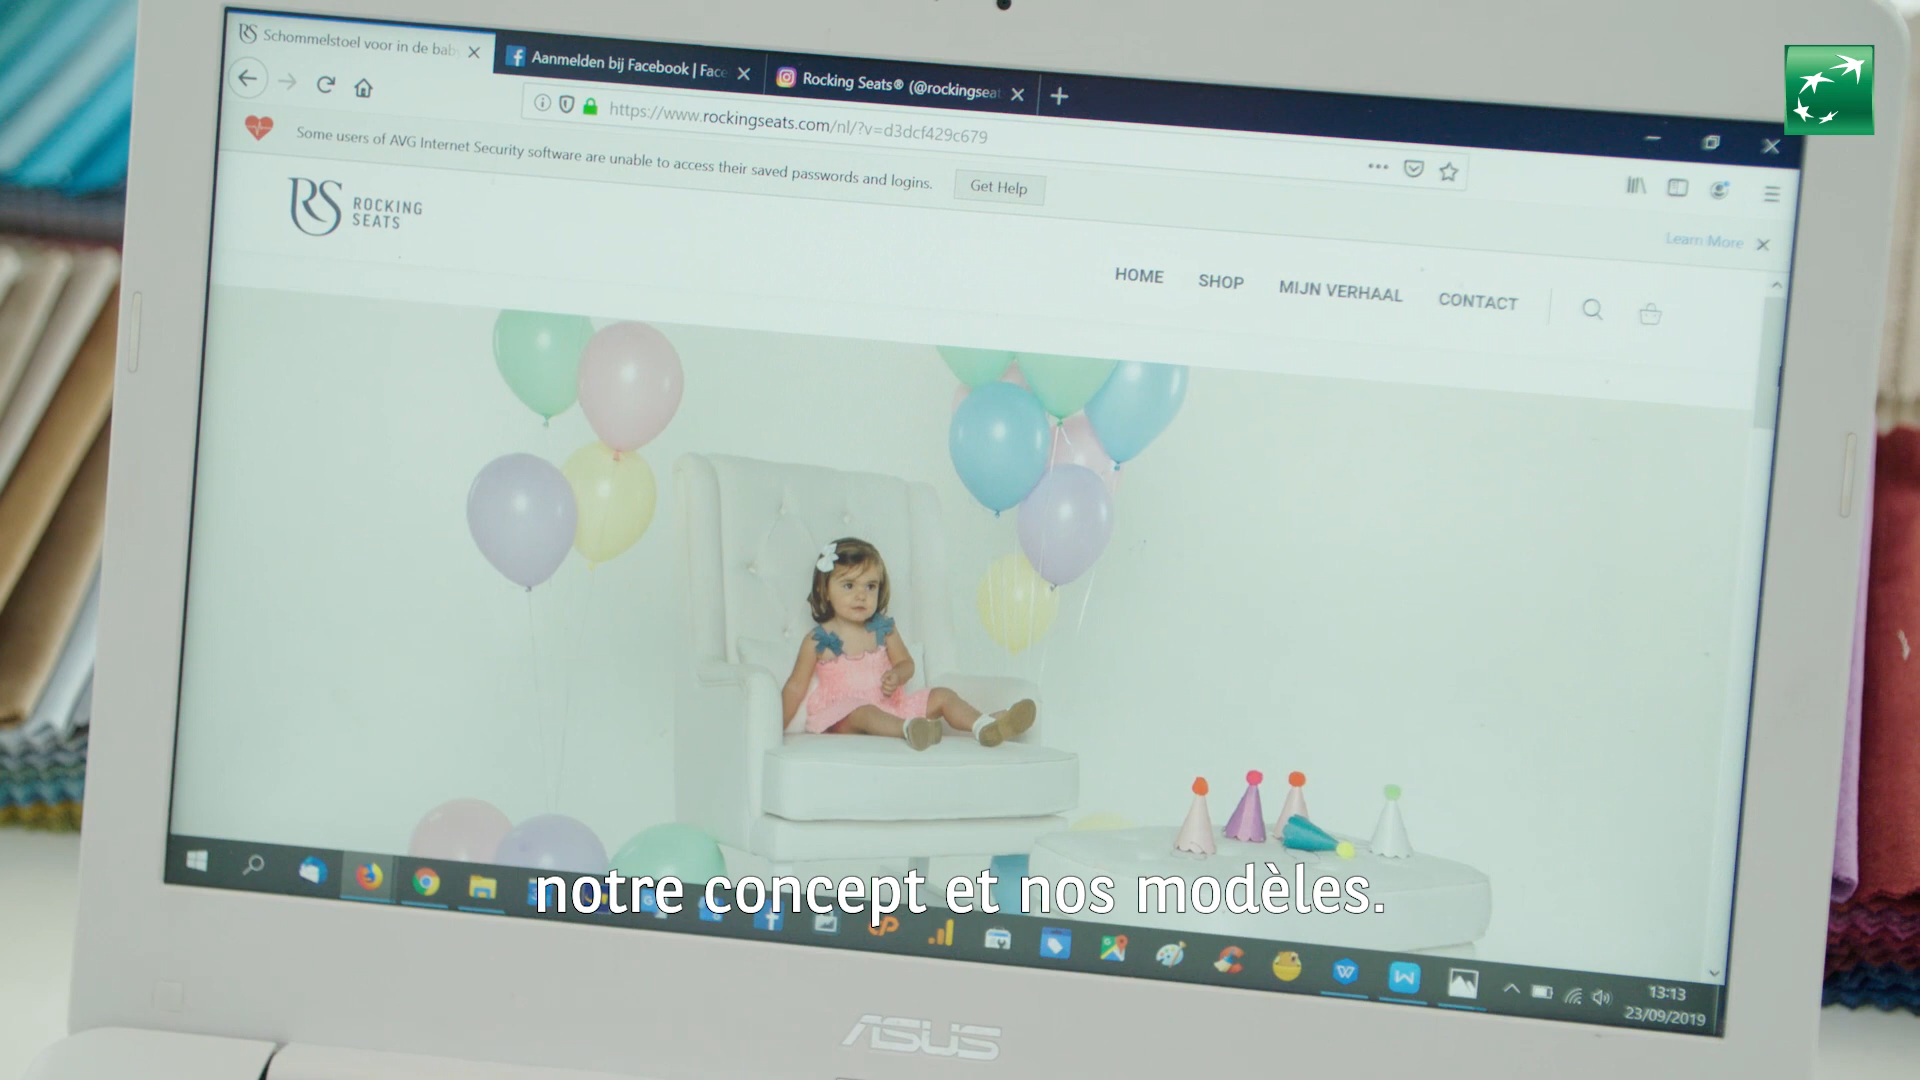 Schommelstoel voor in de bab
Aanmelden bij Facebook | Face
Rocking Seats® (@rockingseat
https://www.rockingseats.com/nl/?v=d3dcf429c679
Some users of AVG Internet Security software are unable to access their saved passwords and logins.
Get Help
Learn More
RS ROCKING
SEATS
HOME
SHOP
MIJN VERHAAL
CONTACT
notre concept et nos modèles.
13:13
23/09/2019
ASUS